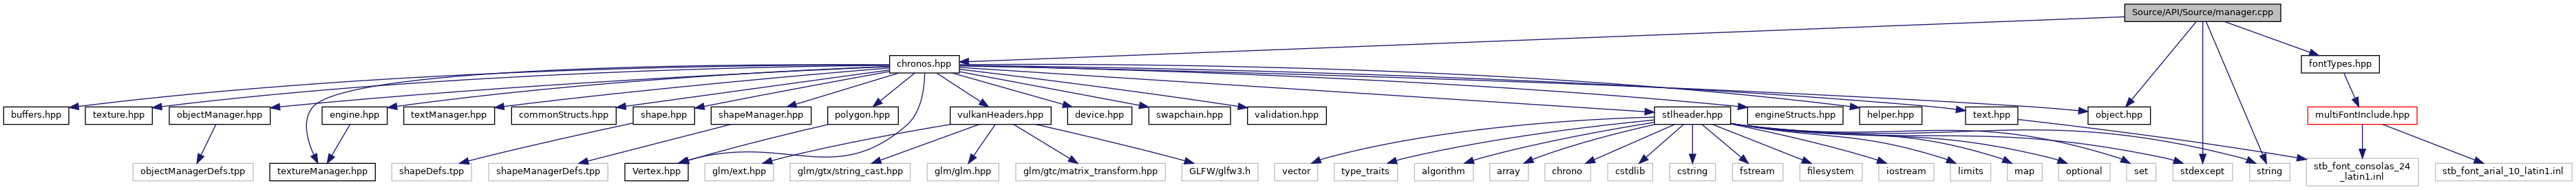 Source/API/Source/manager.cpp
chronos.hpp
fontTypes.hpp
buffers.hpp
texture.hpp
objectManager.hpp
engine.hpp
textManager.hpp
commonStructs.hpp
shape.hpp
shapeManager.hpp
polygon.hpp
vulkanHeaders.hpp
device.hpp
swapchain.hpp
validation.hpp
stlheader.hpp
engineStructs.hpp
helper.hpp
text.hpp
object.hpp
multiFontInclude.hpp
objectManagerDefs.tpp
textureManager.hpp
shapeDefs.tpp
shapeManagerDefs.tpp
Vertex.hpp
glm/ext.hpp
glm/gtx/string_cast.hpp
glm/glm.hpp
glm/gtc/matrix_transform.hpp
GLFW/glfw3.h
vector
type_traits
algorithm
array
chrono
cstdlib
cstring
fstream
filesystem
iostream
limits
map
optional
set
stdexcept
string
stb_font_consolas_24
_latin1.inl
stb_font_arial_10_latin1.inl